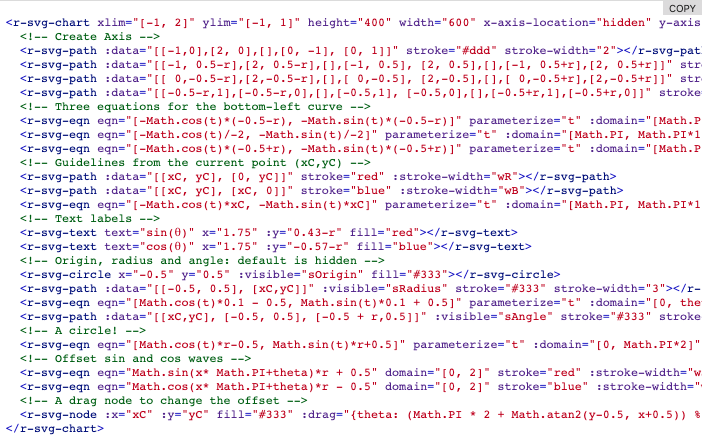 COPY
<r-svg-chart xlim="[-1, 2]" ylim="[-1, 1]" height="400" width="600" x-axis-location="hidden" y-axis
<!-- Create Axis -->
<r-svg-path :data="[[-1,0],[2, 0],[],[0, -1], [0, 1]]" stroke="#ddd" stroke-width="2"></r-svg-path
<r-svg-path :data="[[-1, 0.5-r],[2, 0.5-r],[],[-1, 0.5], [2, 0.5],[],[-1, 0.5+r],[2, 0.5+r]]" str
<r-svg-path :data="[[ 0,-0.5-r],[2,-0.5-r],[],[ 0,-0.5], [2,-0.5],[],[ 0,-0.5+r],[2,-0.5+r]]" str
<r-svg-path :data="[[-0.5-r,1],[-0.5-r,0],[],[-0.5,1], [-0.5,0],[],[-0.5+r,1],[-0.5+r,0]]" stroke
<!-- Three equations for the bottom-left curve -->
<r-svg-eqn eqn="[-Math.cos(t)*(-0.5-r), -Math.sin(t)*(-0.5-r)]" parameterize="t" :domain="[Math.P
<r-svg-eqn eqn="[-Math.cos(t)/-2, -Math.sin(t)/-2]" parameterize="t" :domain="[Math.PI, Math.PI*1
<r-svg-eqn eqn="[-Math.cos(t)*(-0.5+r), -Math.sin(t)*(-0.5+r)]" parameterize="t" :domain="[Math.P
<!-- Guidelines from the current point (xC,yC) -->
<r-svg-path :data="[[xC, yC], [0, yC]]" stroke="red" :stroke-width="wR"></r-svg-path>
<r-svg-path :data="[[xC, yC], [xC, 0]]" stroke="blue" :stroke-width="wB"></r-svg-path>
<r-svg-eqn eqn="[-Math.cos(t)*xC, -Math.sin(t)*xC]" parameterize="t" :domain="[Math.PI, Math.PI*1
<!-- Text labels -->
<r-svg-text text="sin(θ)" x="1.75" :y="0.43-r" fill="red"></r-svg-text>
<r-svg-text text="cos(θ)" x="1.75" :y="-0.57-r" fill="blue"></r-svg-text>
<!-- Origin, radius and angle: default is hidden -->
<r-svg-circle x="-0.5" y="0.5" :visible="sOrigin" fill="#333"></r-svg-circle>
<r-svg-path :data="[[-0.5, 0.5], [xC,yC]]" :visible="sRadius" stroke="#333" stroke-width="3"></r-s
<r-svg-eqn eqn="[Math.cos(t)*0.1 - 0.5, Math.sin(t)*0.1 + 0.5]" parameterize="t" :domain="[0, the
<r-svg-path :data="[[xC,yC], [-0.5, 0.5], [-0.5 + r,0.5]]" :visible="sAngle" stroke="#333" stroke
<!-- A circle! -->
<r-svg-eqn eqn="[Math.cos(t)*r-0.5, Math.sin(t)*r+0.5]" parameterize="t" :domain="[0, Math.PI*2]"
<!-- Offset sin and cos waves -->
<r-svg-eqn eqn="Math.sin(x* Math.PI+theta)*r + 0.5" domain="[0, 2]" stroke="red" :stroke-width="w
<r-svg-eqn eqn="Math.cos(x* Math.PI+theta)*r - 0.5" domain="[0, 2]" stroke="blue" :stroke-width="
<!-- A drag node to change the offset -->
<r-svg-node :x="xC" :y="yC" fill="#333" :drag="{theta: (Math.PI * 2 + Math.atan2(y-0.5, x+0.5)) %
</r-svg-chart>